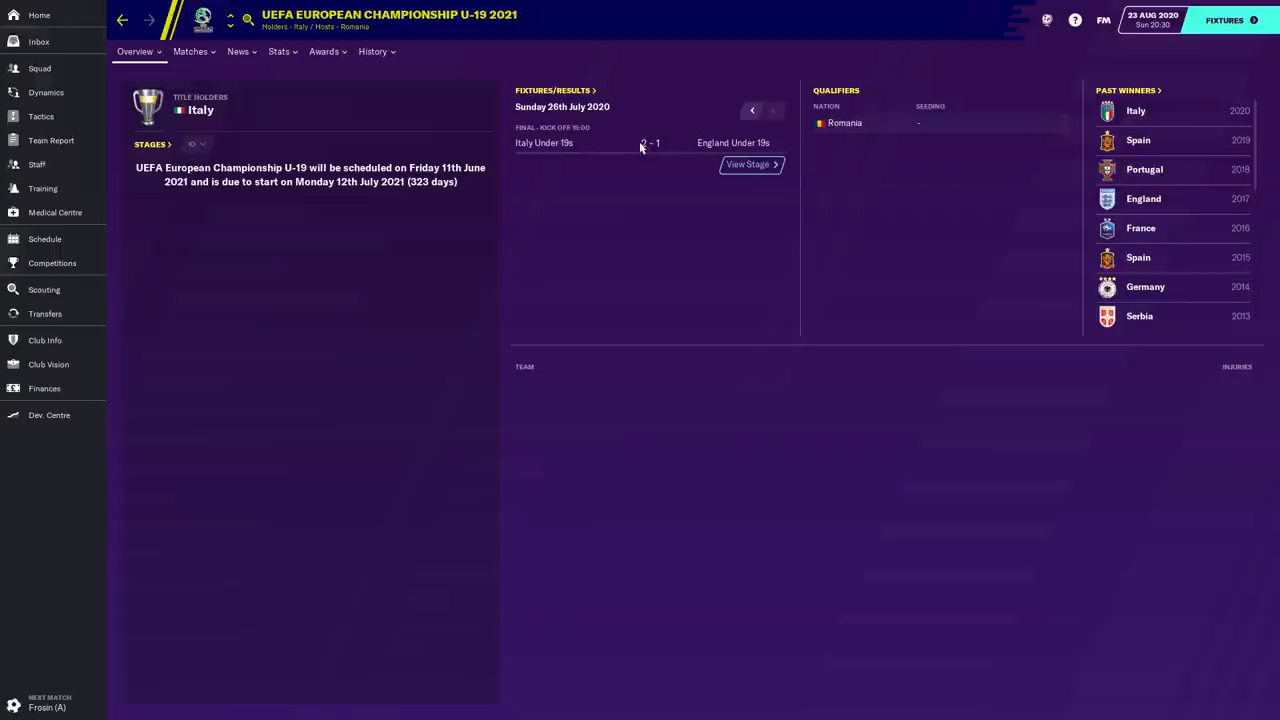 Home
Inbox
Squad
Dynamics
Tactics
Team Report
Staff
Training
Medical Centre
Schedule
Competitions
Scouting
Transfers
Club Info
Club Vision
Finances
Dev. Centre
NEXT MATCH
Frosin (A)
UEFA EUROPEAN CHAMPIONSHIP U-19 2021
Holders - Italy / Hosts - Romania
?
FM
23 AUG 2020
Sun 20:30
FIXTURES
Overview
Matches
News
Stats
Awards
History
TITLE HOLDERS
Italy
STAGES >
UEFA European Championship U-19 will be scheduled on Friday 11th June
2021 and is due to start on Monday 12th July 2021 (323 days)
FIXTURES/RESULTS >
Sunday 26th July 2020
FINAL - KICK OFF 15:00
Italy Under 19s 2 - 1 England Under 19s
View Stage >
QUALIFIERS
NATION SEEDING
Romania -
PAST WINNERS >
Italy 2020
Spain 2019
Portugal 2018
England 2017
France 2016
Spain 2015
Germany 2014
Serbia 2013
TEAM INJURIES